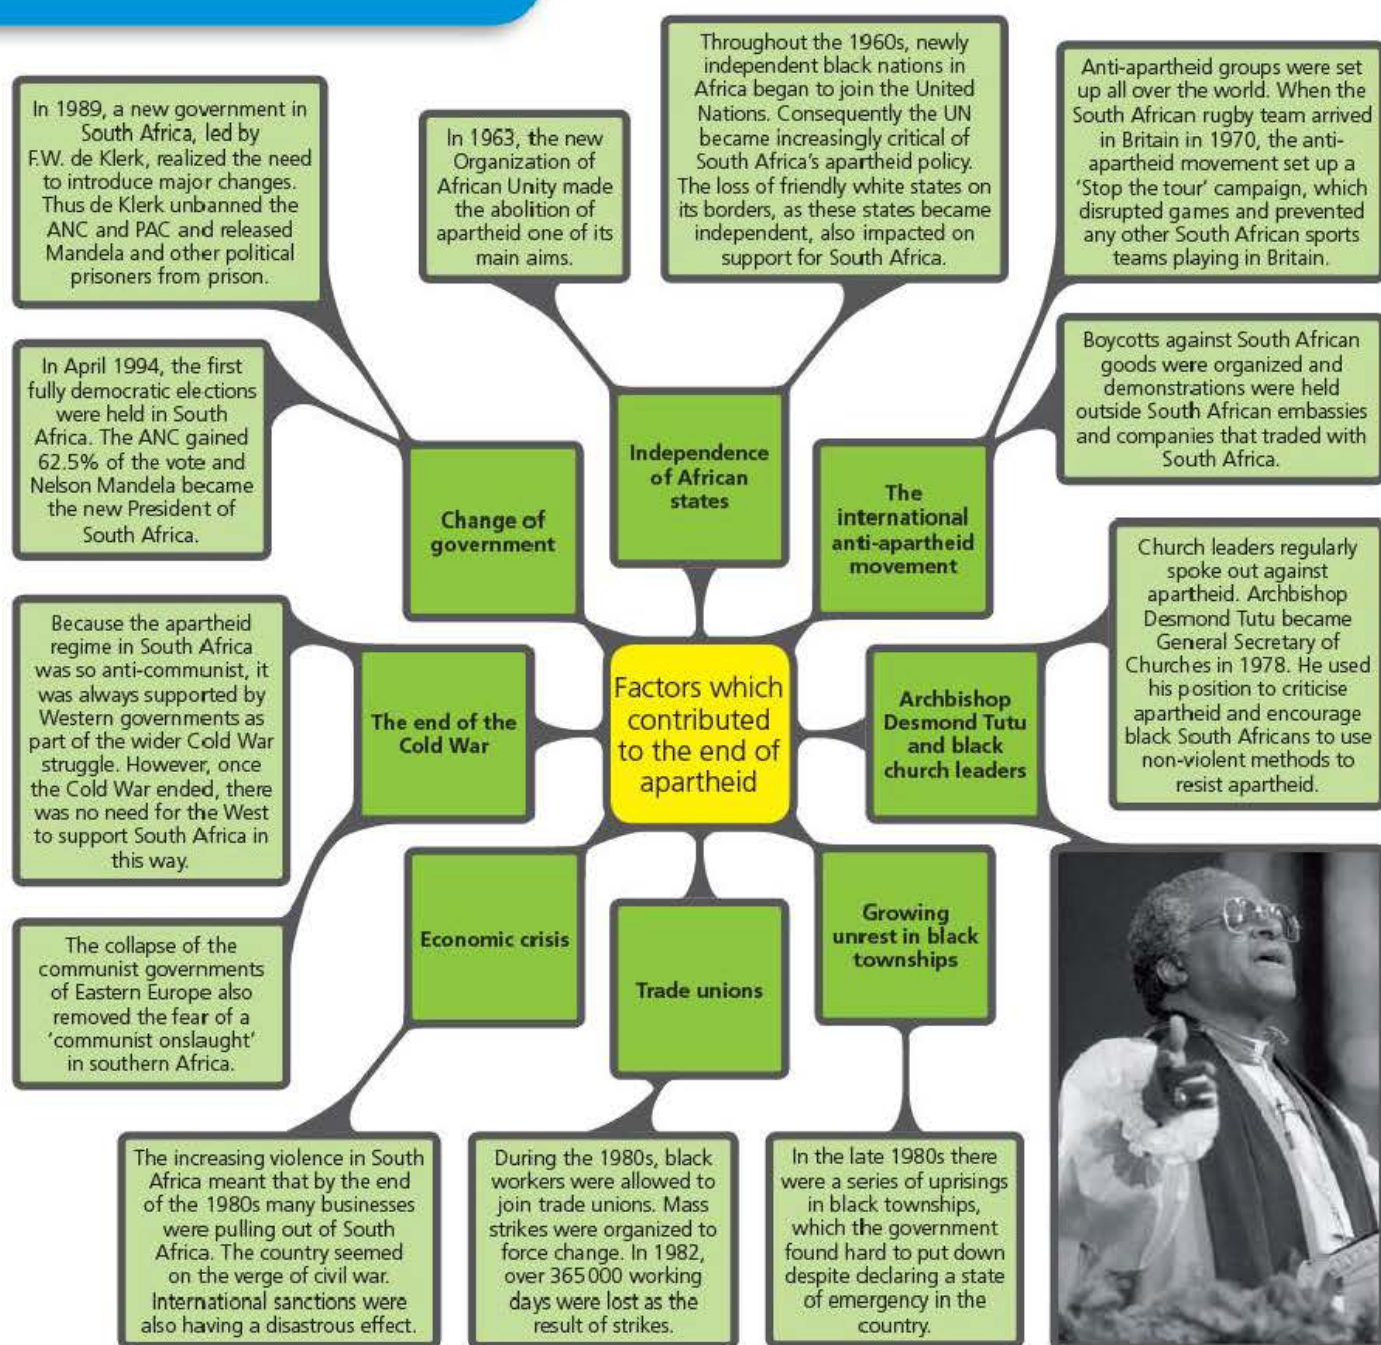 In 1989, a new government in
South Africa, led by
F.W. de Klerk, realized the need
to introduce major changes.
Thus de Klerk unbanned the
ANC and PAC and released
Mandela and other political
prisoners from prison.
In 1963, the new
Organization of
African Unity made
the abolition of
apartheid one of its
main aims.
Throughout the 1960s, newly
independent black nations in
Africa began to join the United
Nations. Consequently the UN
became increasingly critical of
South Africa's apartheid policy.
The loss of friendly white states on
its borders, as these states became
independent, also impacted on
support for South Africa.
Anti-apartheid groups were set
up all over the world. When the
South African rugby team arrived
in Britain in 1970, the anti-
apartheid movement set up a
'Stop the tour' campaign, which
disrupted games and prevented
any other South African sports
teams playing in Britain.
In April 1994, the first
fully democratic elections
were held in South
Africa. The ANC gained
62.5% of the vote and
Nelson Mandela became
the new President of
South Africa.
Change of
government
Independence
of African
states
The
international
anti-apartheid
movement
Boycotts against South African
goods were organized and
demonstrations were held
outside South African embassies
and companies that traded with
South Africa.
Because the apartheid
regime in South Africa
was so anti-communist, it
was always supported by
Western governments as
part of the wider Cold War
struggle. However, once
the Cold War ended, there
was no need for the West
to support South Africa in
this way.
The end of the
Cold War
Factors which
contributed
to the end of
apartheid
Archbishop
Desmond Tutu
and black
church leaders
Church leaders regularly
spoke out against
apartheid. Archbishop
Desmond Tutu became
General Secretary of
Churches in 1978. He used
his position to criticise
apartheid and encourage
black South Africans to use
non-violent methods to
resist apartheid.
The collapse of the
communist governments
of Eastern Europe also
removed the fear of a
'communist onslaught'
in southern Africa.
Economic crisis
Trade unions
Growing
unrest in black
townships
The increasing violence in South
Africa meant that by the end
of the 1980s many businesses
were pulling out of South
Africa. The country seemed
on the verge of civil war.
International sanctions were
also having a disastrous effect.
During the 1980s, black
workers were allowed to
join trade unions. Mass
strikes were organized to
force change. In 1982,
over 365 000 working
days were lost as the
result of strikes.
In the late 1980s there
were a series of uprisings
in black townships,
which the government
found hard to put down
despite declaring a state
of emergency in the
country.